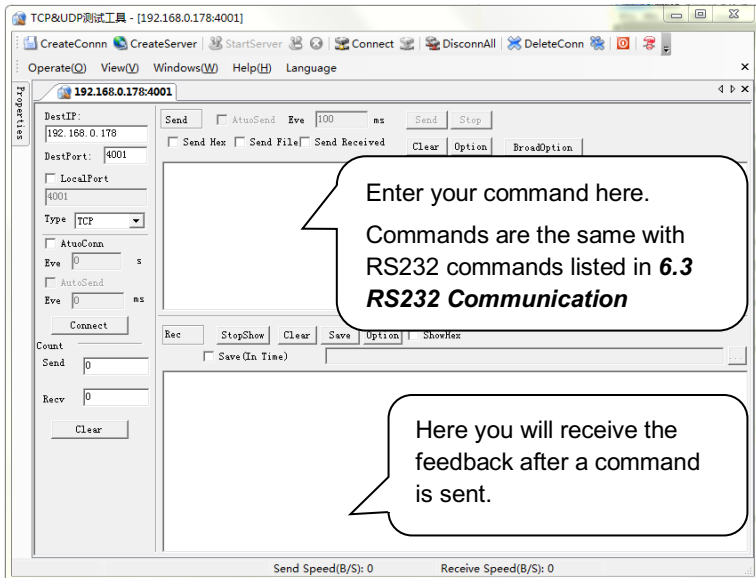 TCP&UDP测试工具 - [192.168.0.178:4001]
CreateConnn CreateServer StartServer Connect DisconnAll DeleteConn
Operate(O) View(V) Windows(W) Help(H) Language
Properties
192.168.0.178:4001
DestIP:
192.168.0.178
DestPort: 4001
LocalPort
4001
Type TCP
AtuoConn
Eve 0 s
AutoSend
Eve 0 ms
Connect
Count
Send 0
Recv 0
Clear
Send AtuoSend Eve 100 ms Send Stop
Send Hex Send File Send Received Clear Option BroadOption
Enter your command here.
Commands are the same with
RS232 commands listed in 6.3
RS232 Communication
Rec StopShow Clear Save Option ShowHex
Save(In Time) ...
Here you will receive the
feedback after a command
is sent.
Send Speed(B/S): 0 Receive Speed(B/S): 0